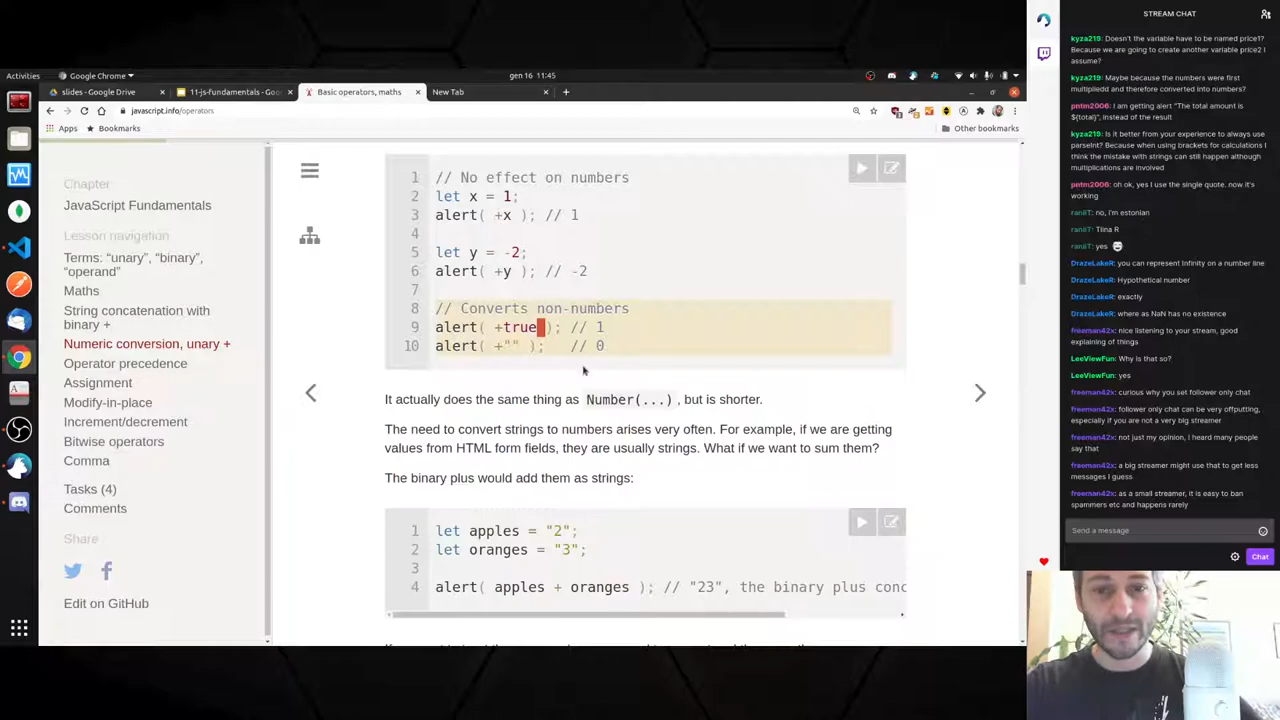 Activities
Google Chrome
gen 16 11:45
slides - Google Drive
11-js-fundamentals - Goo
Basic operators, maths
New Tab
javascript.info/operators
Apps
Bookmarks
Other bookmarks
Chapter
JavaScript Fundamentals
Lesson navigation
Terms: “unary”, “binary”,
“operand”
Maths
String concatenation with
binary +
Numeric conversion, unary +
Operator precedence
Assignment
Modify-in-place
Increment/decrement
Bitwise operators
Comma
Tasks (4)
Comments
Share
Edit on GitHub
// No effect on numbers
2 let x = 1;
3 alert( +x ); // 1
4
5 let y = -2;
6 alert( +y ); // -2
8 Converts non-numbers
9 alert( +true ); // 1
10 alert( +"" ); // 0
It actually does the same thing as Number(...), but is shorter.
The need to convert strings to numbers arises very often. For example, if we are getting
values from HTML form fields, they are usually strings. What if we want to sum them?
The binary plus would add them as strings:
1 let apples = "2";
2 let oranges = "3";
3
4 alert( apples + oranges ); // "23", the binary plus conc
STREAM CHAT
kyza219: Doesn't the variable have to be named price1?
Because we are going to create another variable price2 I
assume?
kyza219: Maybe because the numbers were first
multipliedd and therefore converted into numbers?
pntm2006: I am getting alert "The total amount is
${total}", instead of the result
kyza219: Is it better from your experience to always use
parseInt? Because when using brackets for calculations I
think the mistake with strings can still happen although
multiplications are involved
pntm2006: oh ok, yes I use the single quote. now it's
working
raniiT: no, i'm estonian
raniiT: Tiina R
raniiT: yes
DrazeLakeR: you can represent Infinity on a number line
DrazeLakeR: Hypothetical number
DrazeLakeR: exactly
DrazeLakeR: where as NaN has no existence
freeman42x: nice listening to your stream, good
explaining of things
LeeViewFun: Why is that so?
LeeViewFun: yes
freeman42x: curious why you set follower only chat
freeman42x: follower only chat can be very offputting,
especially if you are not a very big streamer
freeman42x: not just my opinion, I heard many people
say that
freeman42x: a big streamer might use that to get less
messages I guess
freeman42x: as a small streamer, it is easy to ban
spammers etc and happens rarely
Send a message
Chat